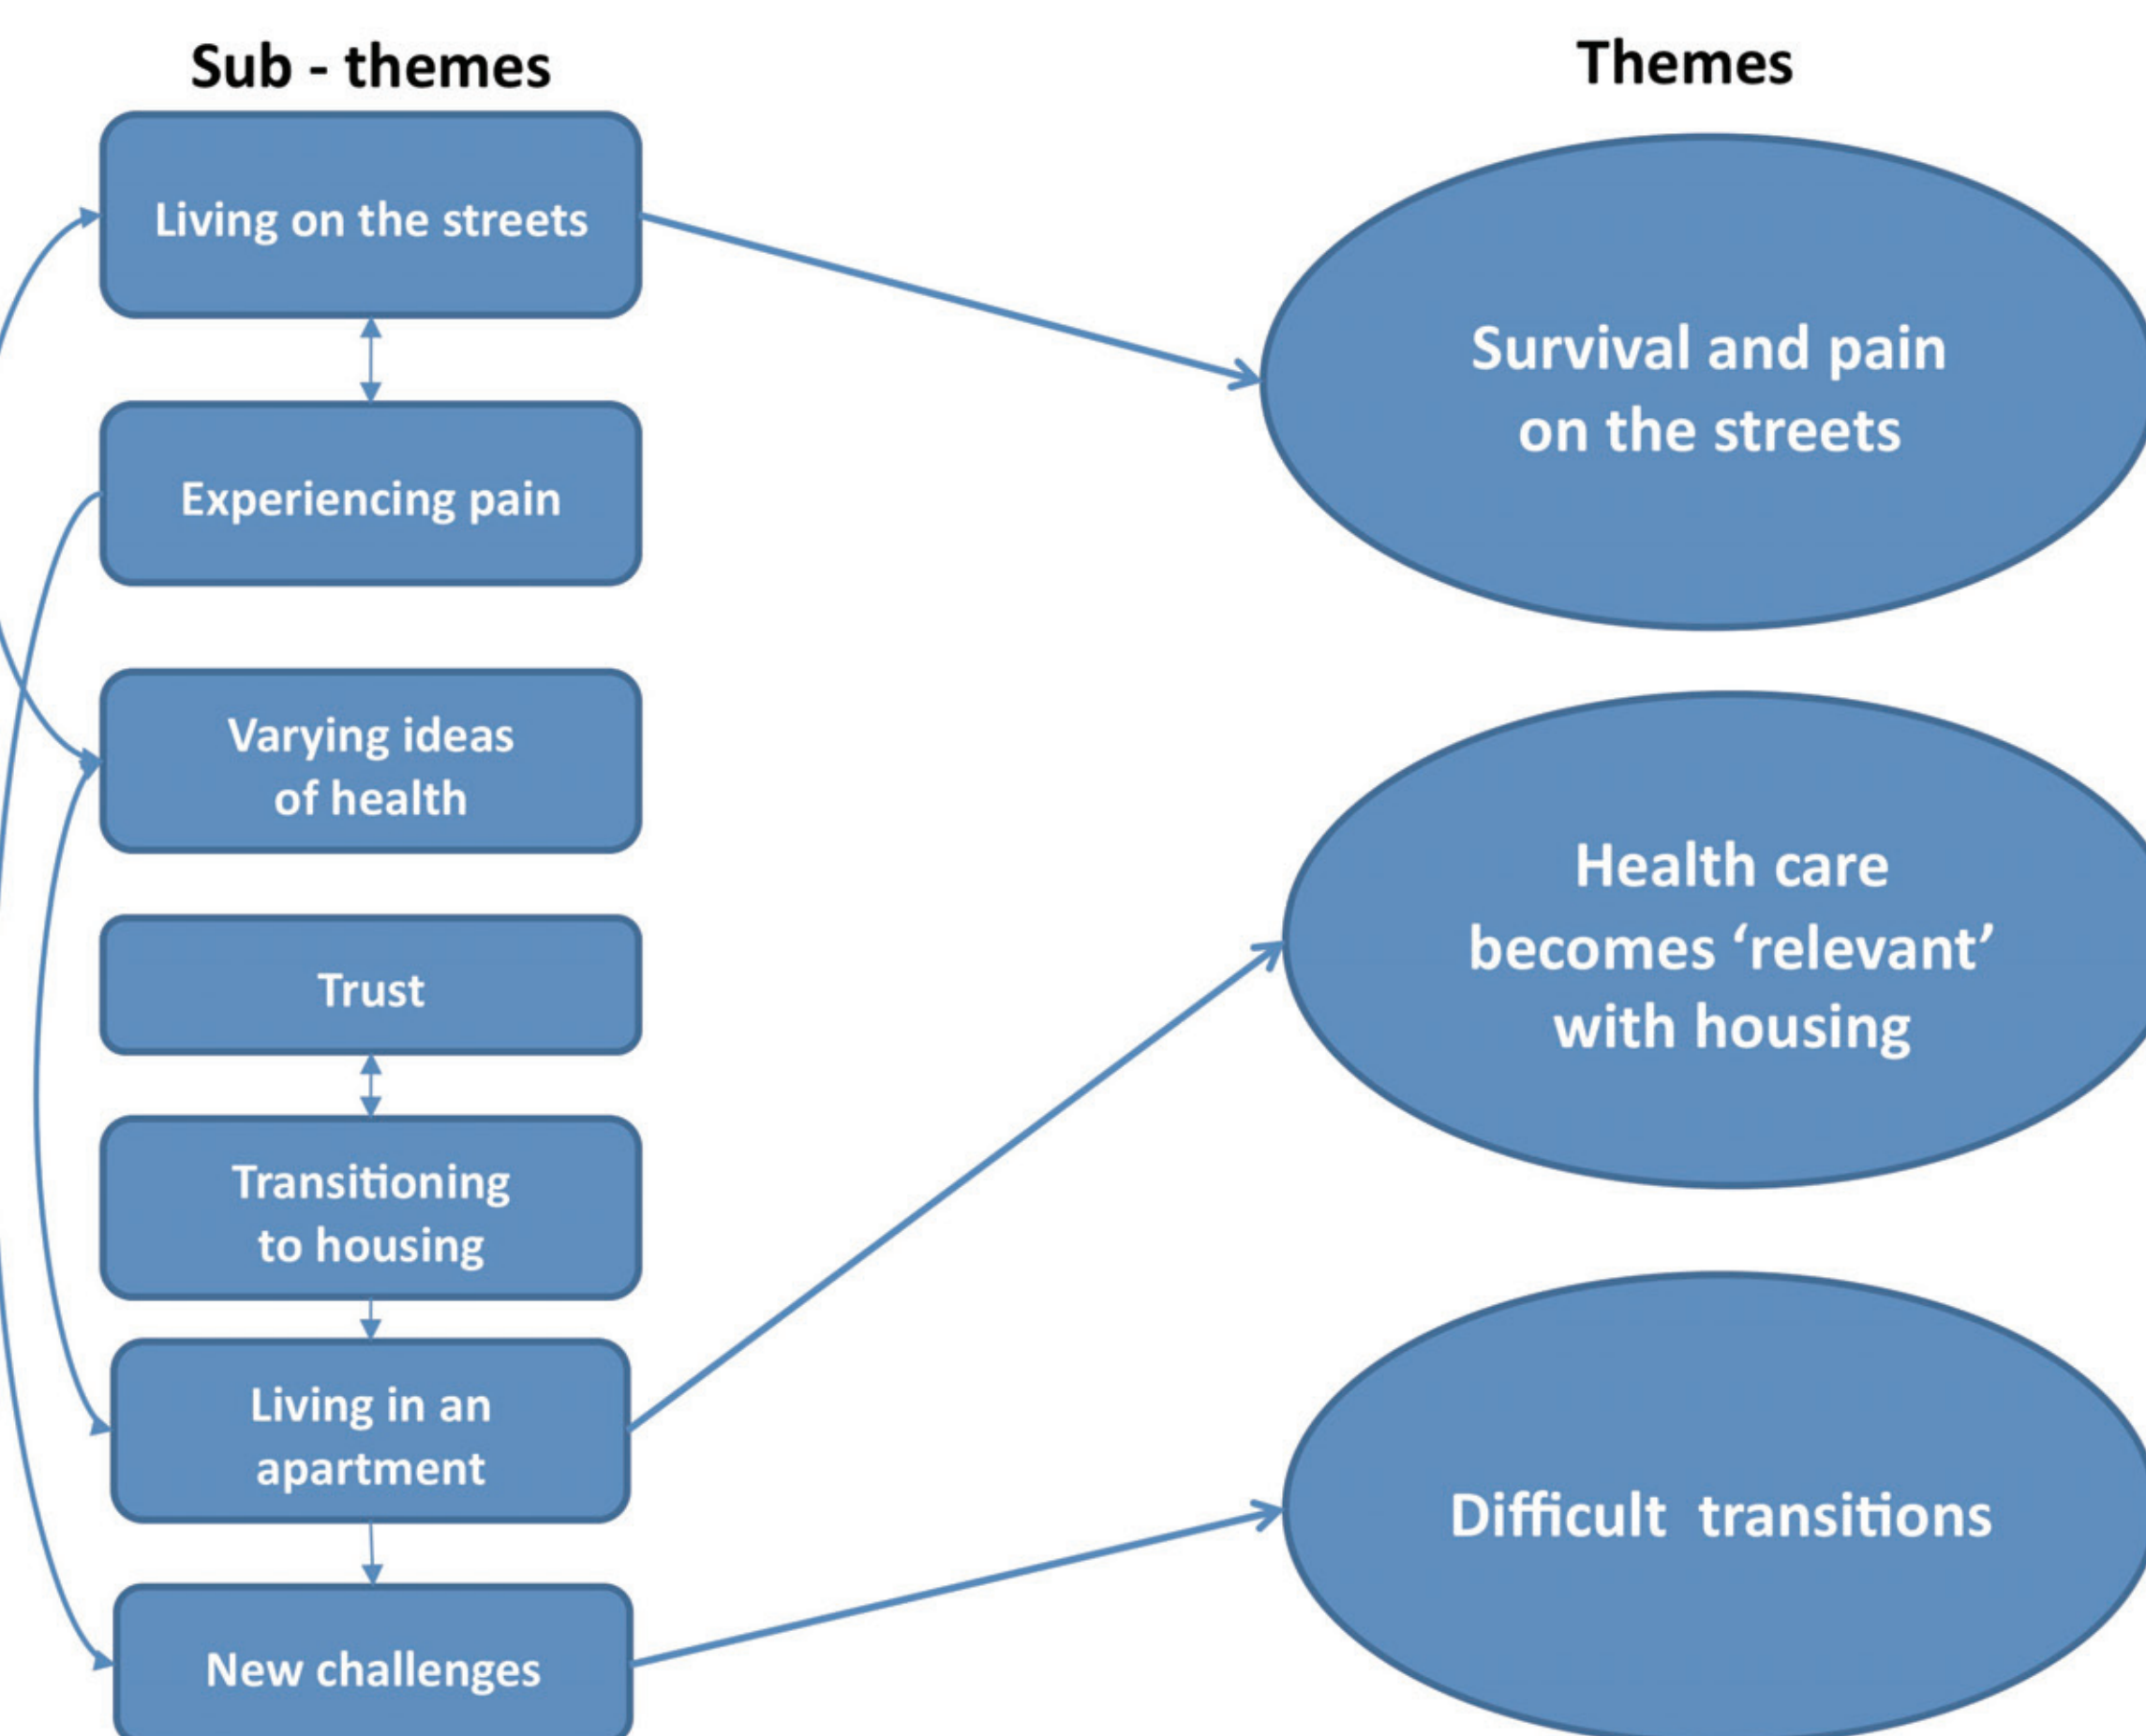 Sub - themes
Living on the streets
Experiencing pain
Varying ideas
of health
Trust
Transitioning
to housing
Living in an
apartment
New challenges
Themes
Survival and pain
on the streets
Health care
becomes ‘relevant’
with housing
Difficult transitions